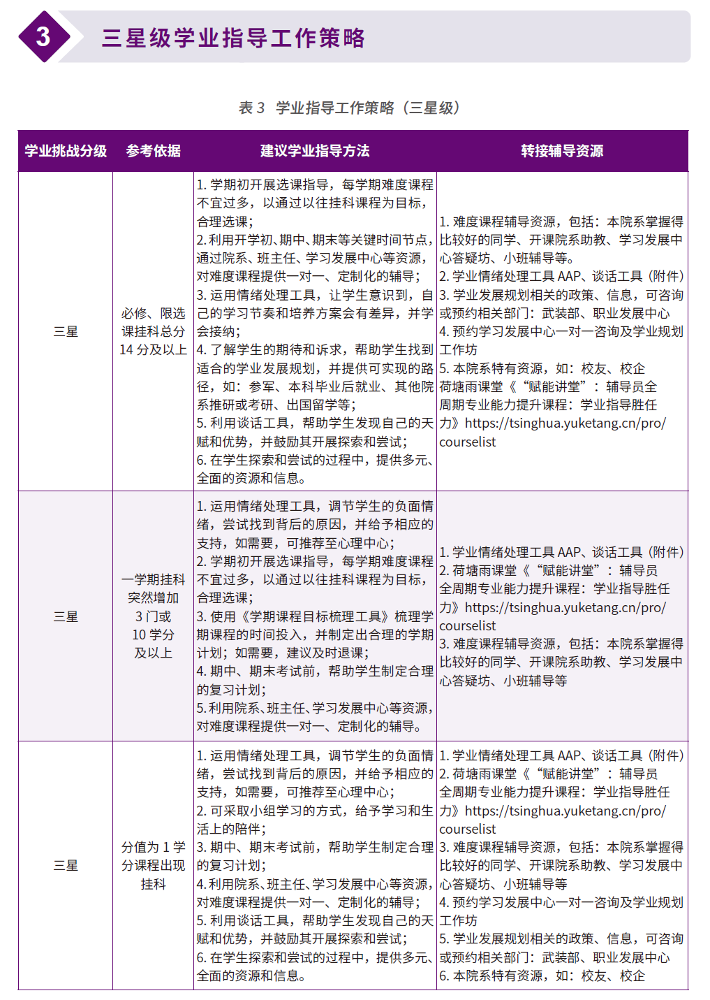 3
三星级学业指导工作策略
表 3 学业指导工作策略（三星级）
学业挑战分级 参考依据 建议学业指导方法 转接辅导资源
三星
必修、限选
课挂科总分
14 分及以上
1. 学期初开展选课指导，每学期难度课程
不宜过多，以通过以往挂科课程为目标，
合理选课；
2.利用开学初、期中、期末等关键时间节点，
通过院系、班主任、学习发展中心等资源，
对难度课程提供一对一、定制化的辅导；
3. 运用情绪处理工具，让学生意识到，自
己的学习节奏和培养方案会有差异，并学
会接纳；
4. 了解学生的期待和诉求，帮助学生找到
适合的学业发展规划，并提供可实现的路
径，如：参军、本科毕业后就业、其他院
系推研或考研、出国留学等；
5. 利用谈话工具，帮助学生发现自己的天
赋和优势，并鼓励其开展探索和尝试；
6. 在学生探索和尝试的过程中，提供多元、
全面的资源和信息。
1. 难度课程辅导资源，包括：本院系掌握得
比较好的同学、开课院系助教、学习发展中
心答疑坊、小班辅导等。
2. 学业情绪处理工具 AAP、谈话工具（附件）
3. 学业发展规划相关的政策、信息，可咨询
或预约相关部门：武装部、职业发展中心
4. 预约学习发展中心一对一咨询及学业规划
工作坊
5. 本院系特有资源，如：校友、校企
荷塘雨课堂《“赋能讲堂”：辅导员全
周期专业能力提升课程：学业指导胜任
力》https://tsinghua.yuketang.cn/pro/
courselist
三星
一学期挂科
突然增加
3 门或
10 学分
及以上
1. 运用情绪处理工具，调节学生的负面情
绪，尝试找到背后的原因，并给予相应的
支持，如需要，可推荐至心理中心；
2. 学期初开展选课指导，每学期难度课程
不宜过多，以通过以往挂科课程为目标，
合理选课；
3. 使用《学期课程目标梳理工具》梳理学
期课程的时间投入，并制定出合理的学期
计划；如需要，建议及时退课；
4. 期中、期末考试前，帮助学生制定合理
的复习计划；
5.利用院系、班主任、学习发展中心等资源，
对难度课程提供一对一、定制化的辅导。
1. 学业情绪处理工具 AAP、谈话工具（附件）
2. 荷塘雨课堂《“赋能讲堂”：辅导员
全周期专业能力提升课程：学业指导胜任
力》https://tsinghua.yuketang.cn/pro/
courselist
3. 难度课程辅导资源，包括：本院系掌握得
比较好的同学、开课院系助教、学习发展中
心答疑坊、小班辅导等
三星
分值为 1 学
分课程出现
挂科
1. 运用情绪处理工具，调节学生的负面情
绪，尝试找到背后的原因，并给予相应的
支持，如需要，可推荐至心理中心；
2. 可采取小组学习的方式，给予学习和生
活上的陪伴；
3. 期中、期末考试前，帮助学生制定合理
的复习计划；
4.利用院系、班主任、学习发展中心等资源，
对难度课程提供一对一、定制化的辅导；
5. 利用谈话工具，帮助学生发现自己的天
赋和优势，并鼓励其开展探索和尝试；
6. 在学生探索和尝试的过程中，提供多元、
全面的资源和信息。
1. 学业情绪处理工具 AAP、谈话工具（附件）
2. 荷塘雨课堂《“赋能讲堂”：辅导员
全周期专业能力提升课程：学业指导胜任
力》https://tsinghua.yuketang.cn/pro/
courselist
3. 难度课程辅导资源，包括：本院系掌握得
比较好的同学、开课院系助教、学习发展中
心答疑坊、小班辅导等
4. 预约学习发展中心一对一咨询及学业规划
工作坊
5. 学业发展规划相关的政策、信息，可咨询
或预约相关部门：武装部、职业发展中心
6. 本院系特有资源，如：校友、校企